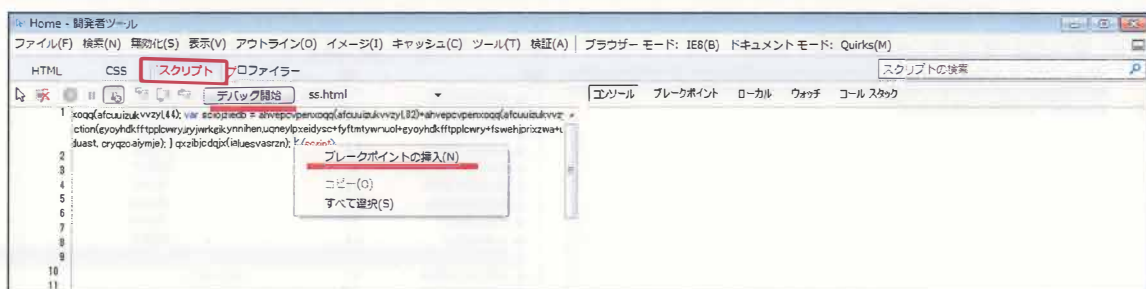 Home - 開発者ツール
ファイル(F) 検索(N) 無効化(S) 表示(V) アウトライン(O) イメージ(I) キャッシュ(C) ツール(T) 検証(A) ブラウザー モード: IE8(B) ドキュメント モード: Quirks(M)
HTML CSS スクリプト プロファイラー スクリプトの検索
デバッグ開始 ss.html コンソール ブレークポイント ローカル ウォッチ コール スタック
1
var
2 ブレークポイントの挿入(N)
3
4 コピー(C)
5 すべて選択(S)
6
7
8
9
10
11